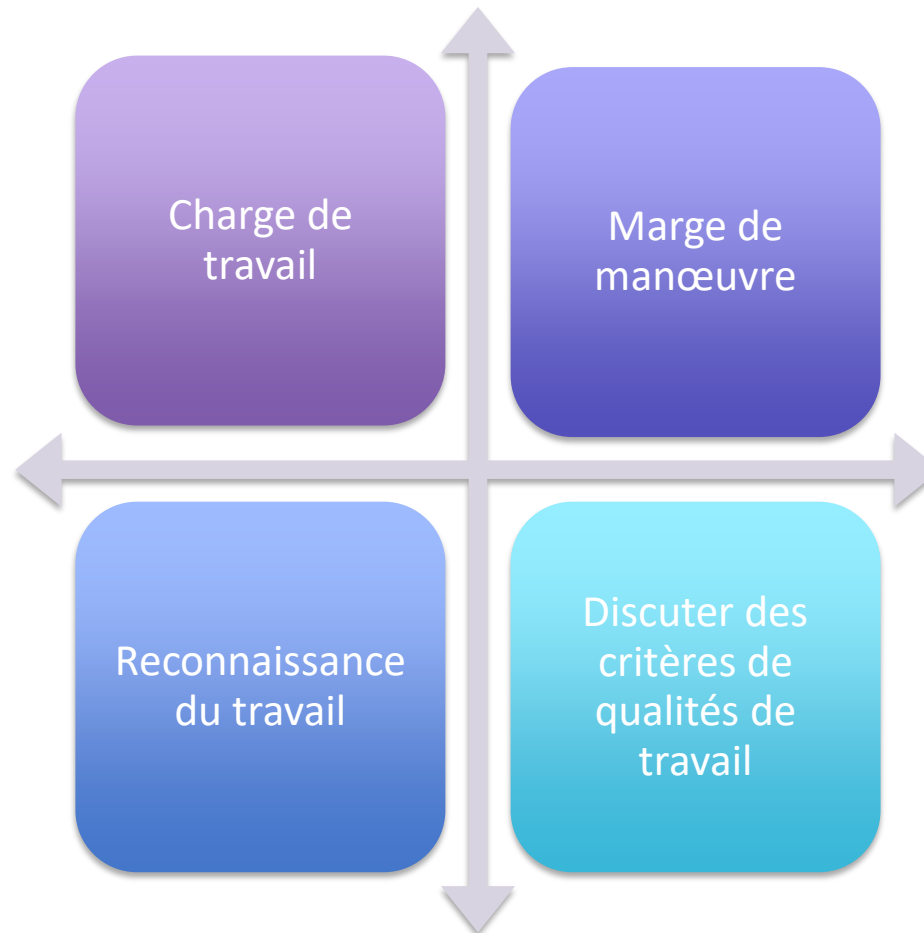 Charge de
travail
Marge de
manœuvre
Reconnaissance
du travail
Discuter des
critères de
qualités de
travail